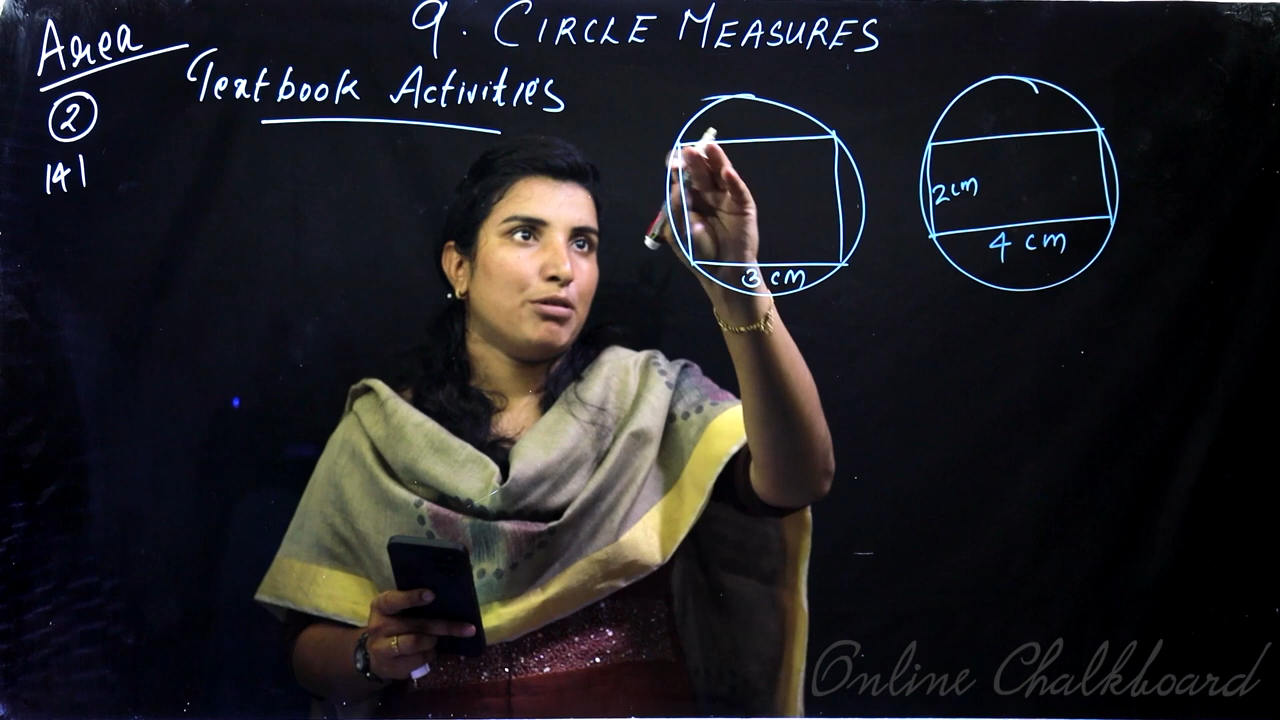 9. CIRCLE MEASURES
Area
Textbook Activities
2
141
3 cm
2cm
4 cm
Online Chalkboard